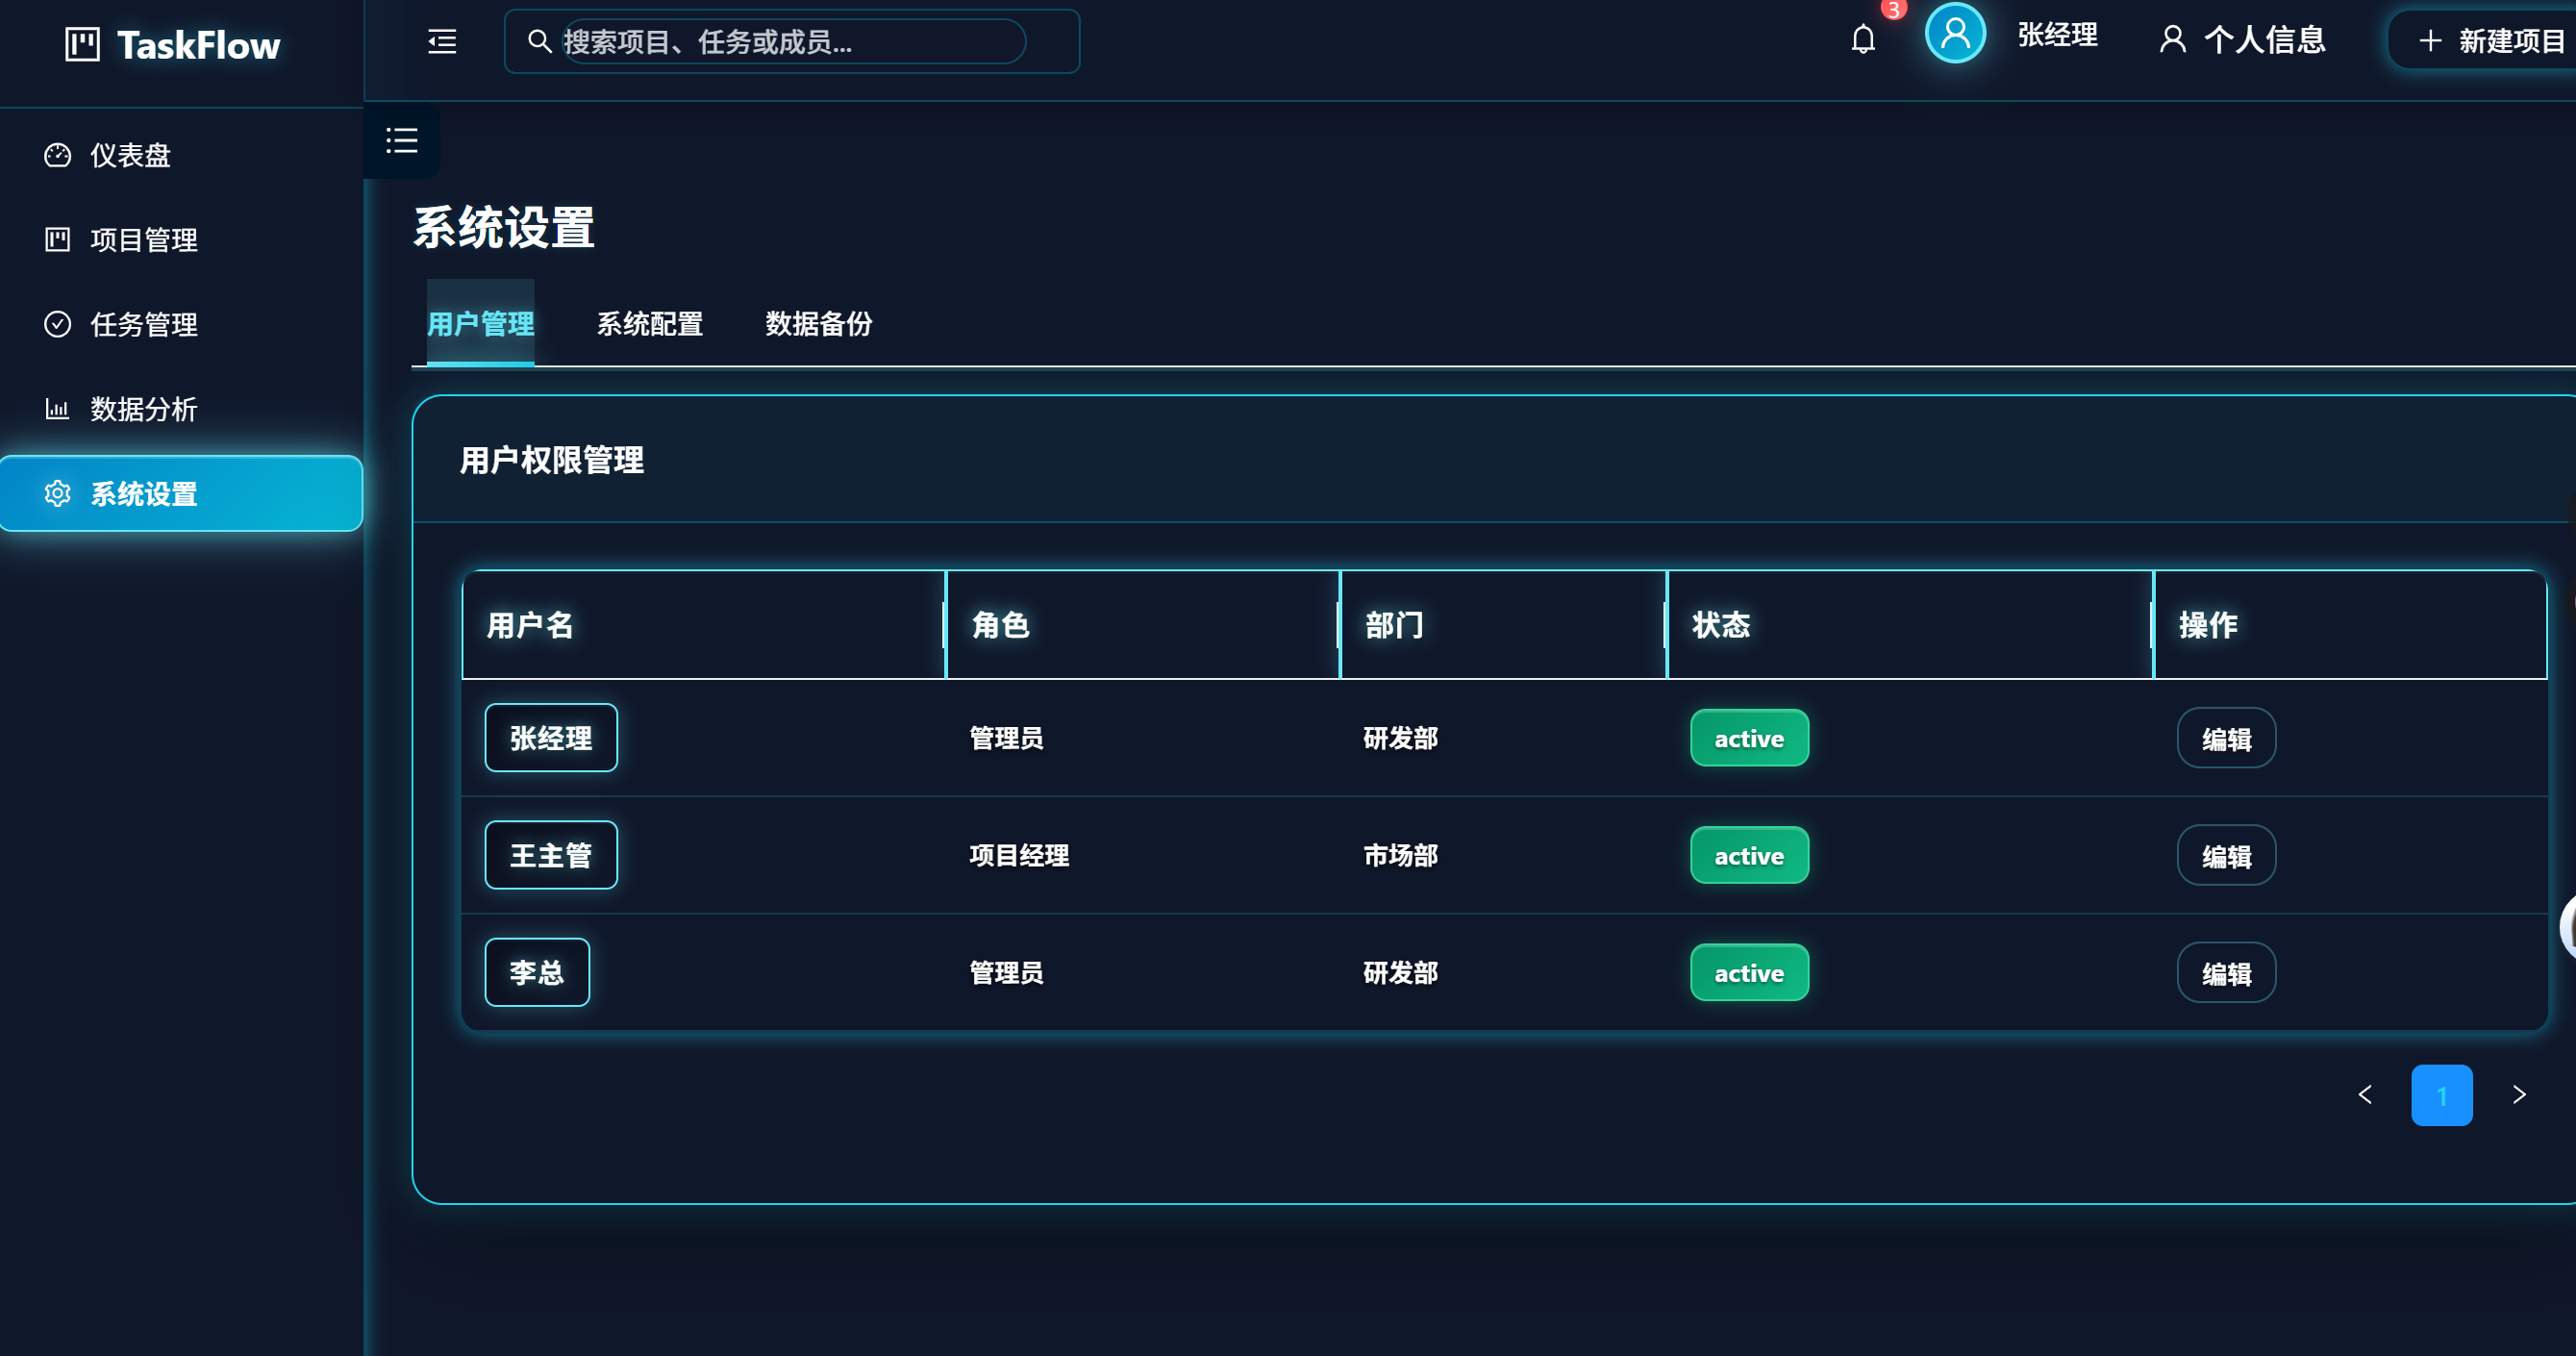 TaskFlow
搜索项目、任务或成员...
3
张经理
个人信息
新建项目
仪表盘
项目管理
任务管理
数据分析
系统设置
系统设置
用户管理 系统配置 数据备份
用户权限管理
用户名 角色 部门 状态 操作
张经理 管理员 研发部 active 编辑
王主管 项目经理 市场部 active 编辑
李总 管理员 研发部 active 编辑
1